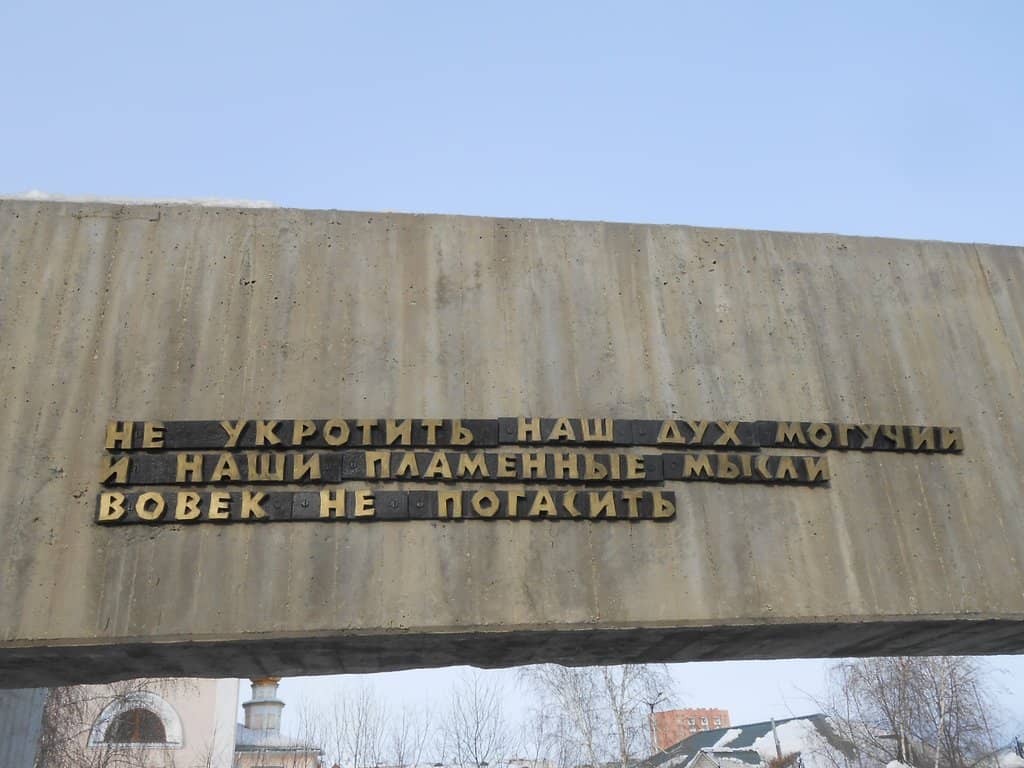 НЕ УКРОТИТЬ НАШ ДУХ МОГУЧИЙ
И НАШИ ПЛАМЕННЫЕ МЫСЛИ
ВОВЕК НЕ ПОГАСИТЬ